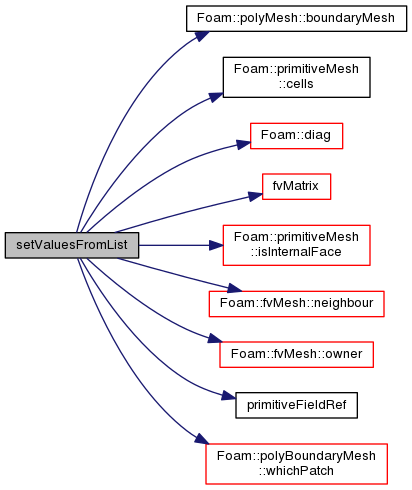 Foam::polyMesh::boundaryMesh
Foam::primitiveMesh
::cells
Foam::diag
fvMatrix
setValuesFromList
Foam::primitiveMesh
::isInternalFace
Foam::fvMesh::neighbour
Foam::fvMesh::owner
primitiveFieldRef
Foam::polyBoundaryMesh
::whichPatch